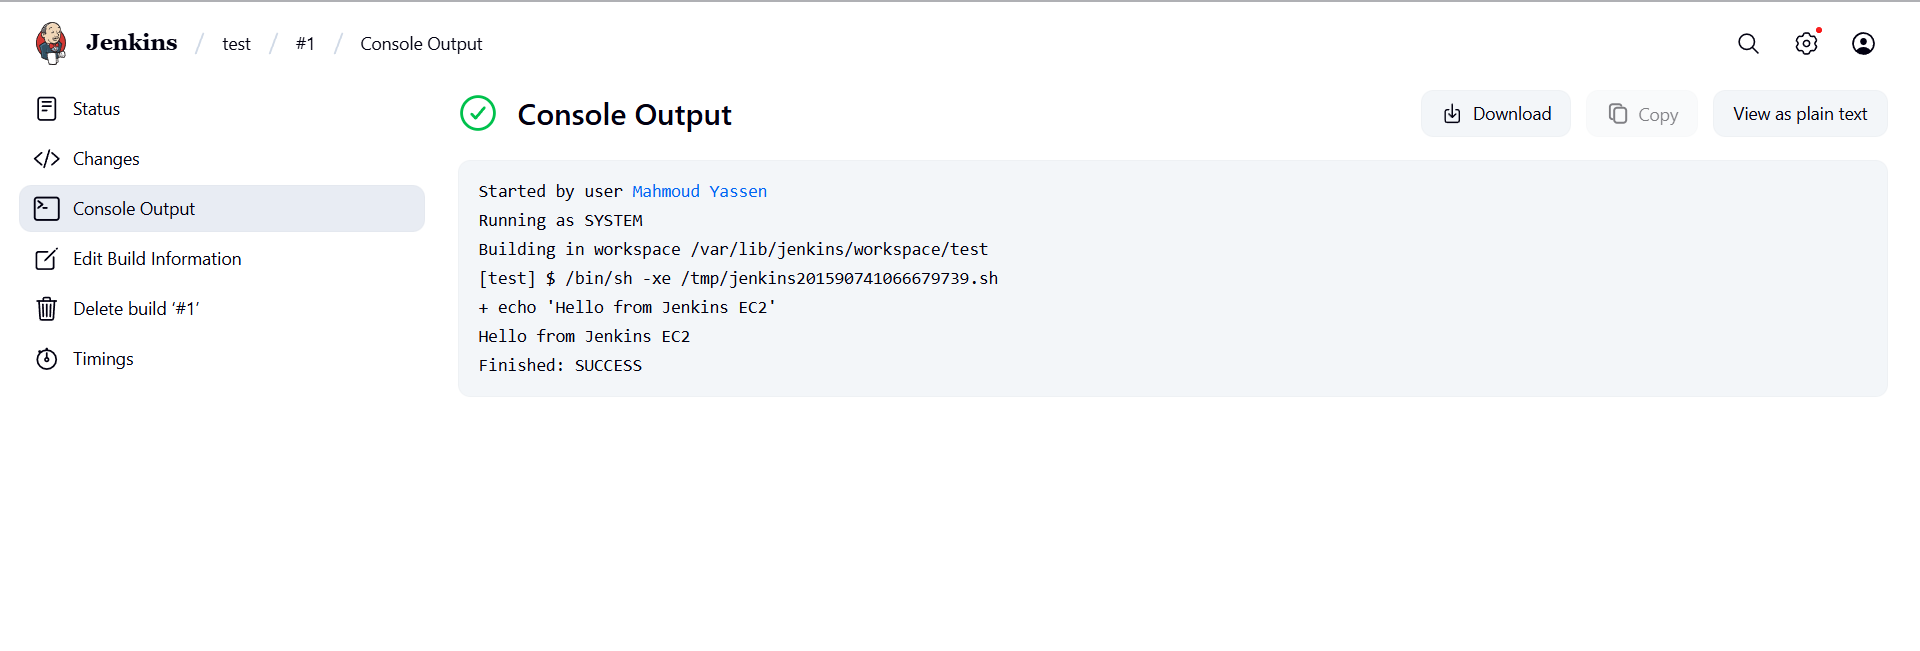 Jenkins / test / #1 / Console Output
Status
Changes
Console Output
Edit Build Information
Delete build ‘#1’
Timings
Console Output
Download
Copy
View as plain text
Started by user Mahmoud Yassen
Running as SYSTEM
Building in workspace /var/lib/jenkins/workspace/test
[test] $ /bin/sh -xe /tmp/jenkins201590741066679739.sh
+ echo 'Hello from Jenkins EC2'
Hello from Jenkins EC2
Finished: SUCCESS